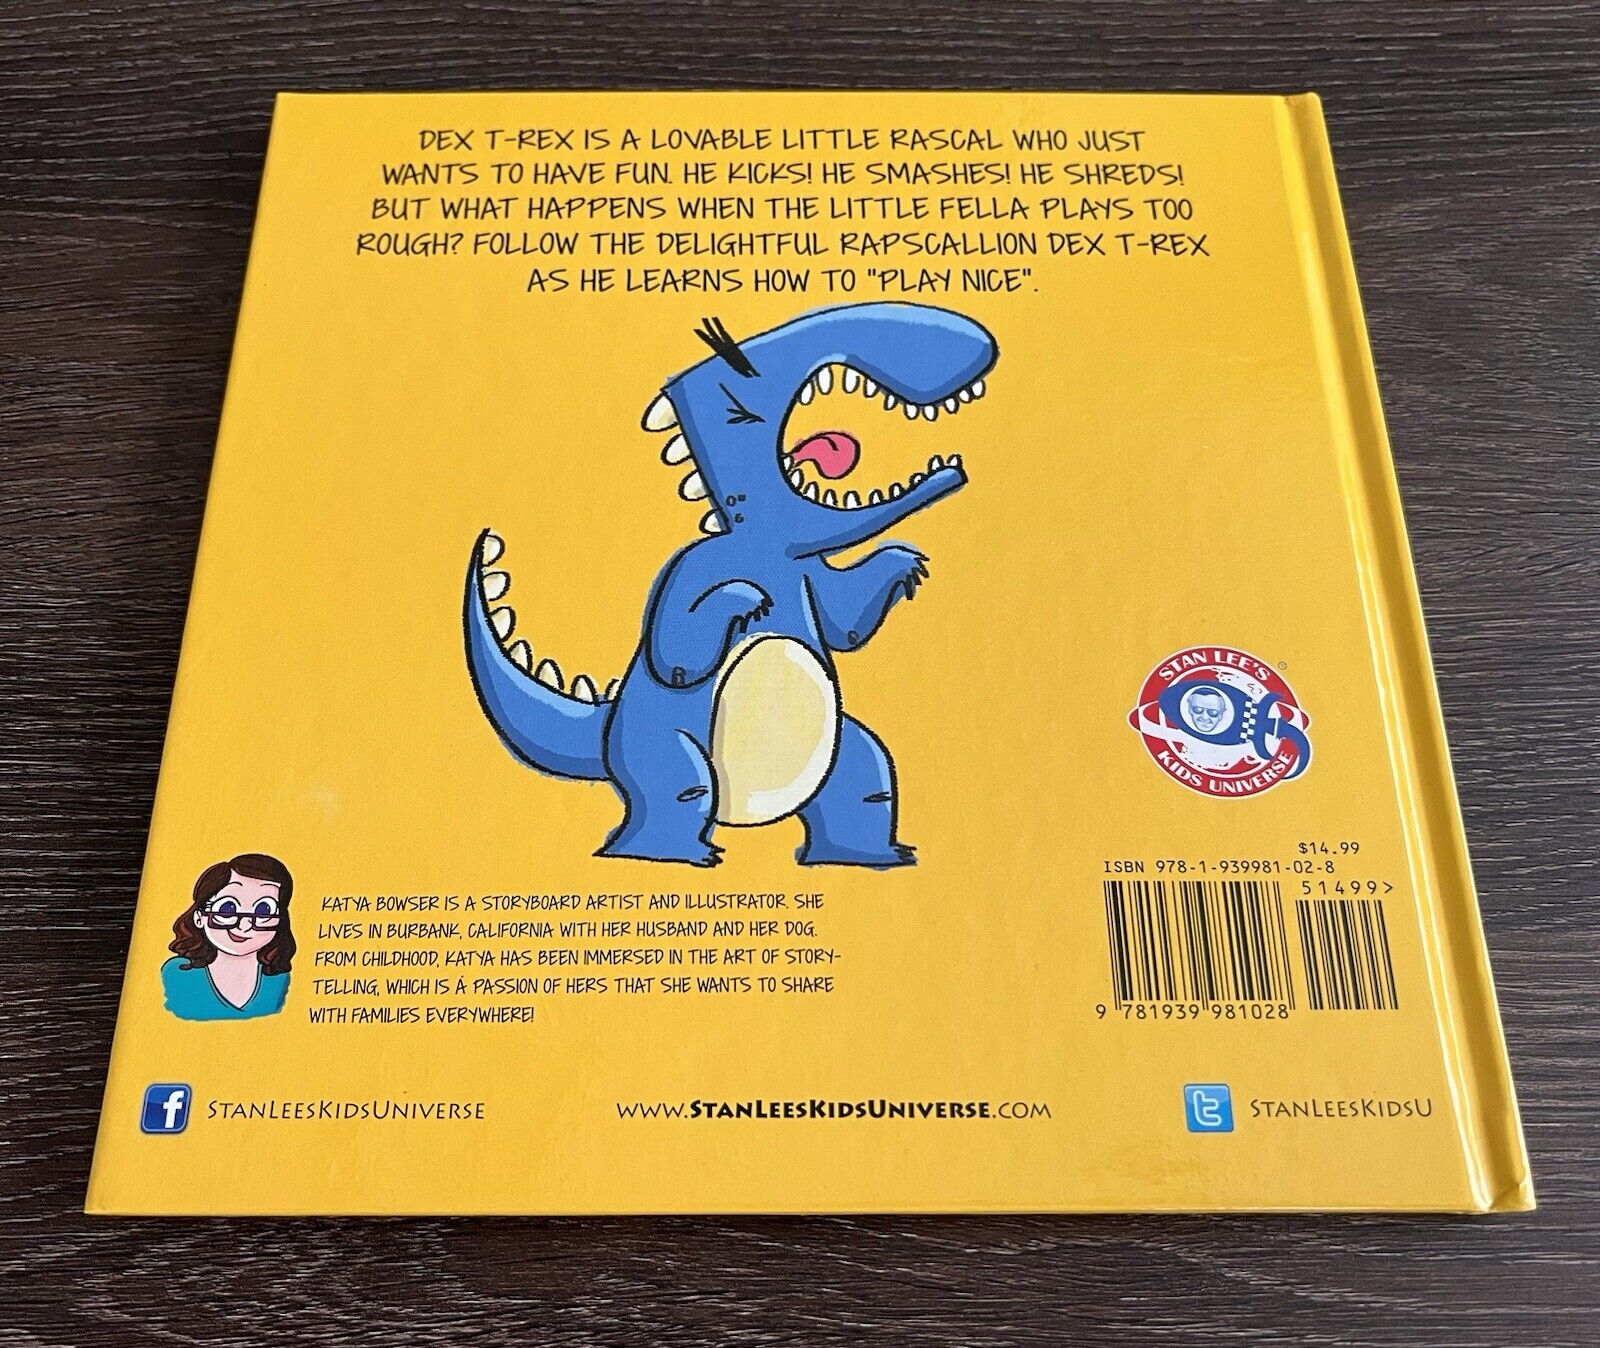 DEX T-REX IS A LOVABLE LITTLE RASCAL WHO JUST
WANTS TO HAVE FUN. HE KICKS! HE SMASHES! HE SHREDS!
BUT WHAT HAPPENS WHEN THE LITTLE FELLA PLAYS TOO
ROUGH? FOLLOW THE DELIGHTFUL RAPSCALLION DEX T-REX
AS HE LEARNS HOW TO "PLAY NICE".
STAN LEE'S ®
KIDS UNIVERSE
KATYA BOWSER IS A STORYBOARD ARTIST AND ILLUSTRATOR. SHE
LIVES IN BURBANK, CALIFORNIA WITH HER HUSBAND AND HER DOG.
FROM CHILDHOOD, KATYA HAS BEEN IMMERSED IN THE ART OF STORY-
TELLING, WHICH IS A PASSION OF HERS THAT SHE WANTS TO SHARE
WITH FAMILIES EVERYWHERE!
$14.99
ISBN 978-1-939981-02-8
51499>
9 781939 981028
f STANLEESKIDSUNIVERSE
WWW.STANLEESKIDSUNIVERSE.COM
t STANLEESKIDSU